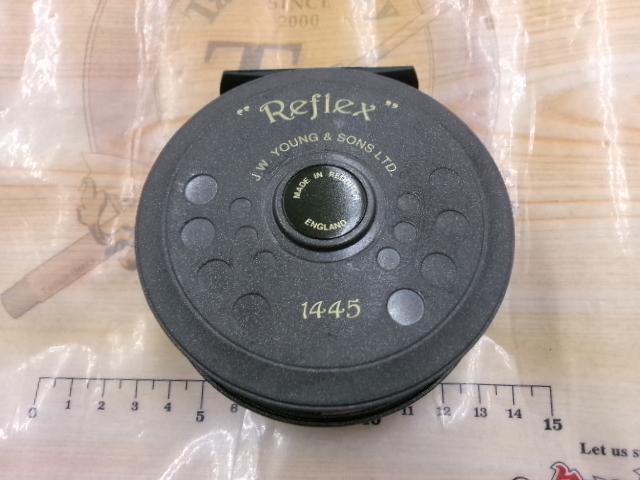 SINCE
2000
"Reflex"
J.W. YOUNG & SONS LTD.
MADE IN REDDITCH
ENGLAND
1445
0 1 2 3 4 5 6 11 12 13 14 15
Let us